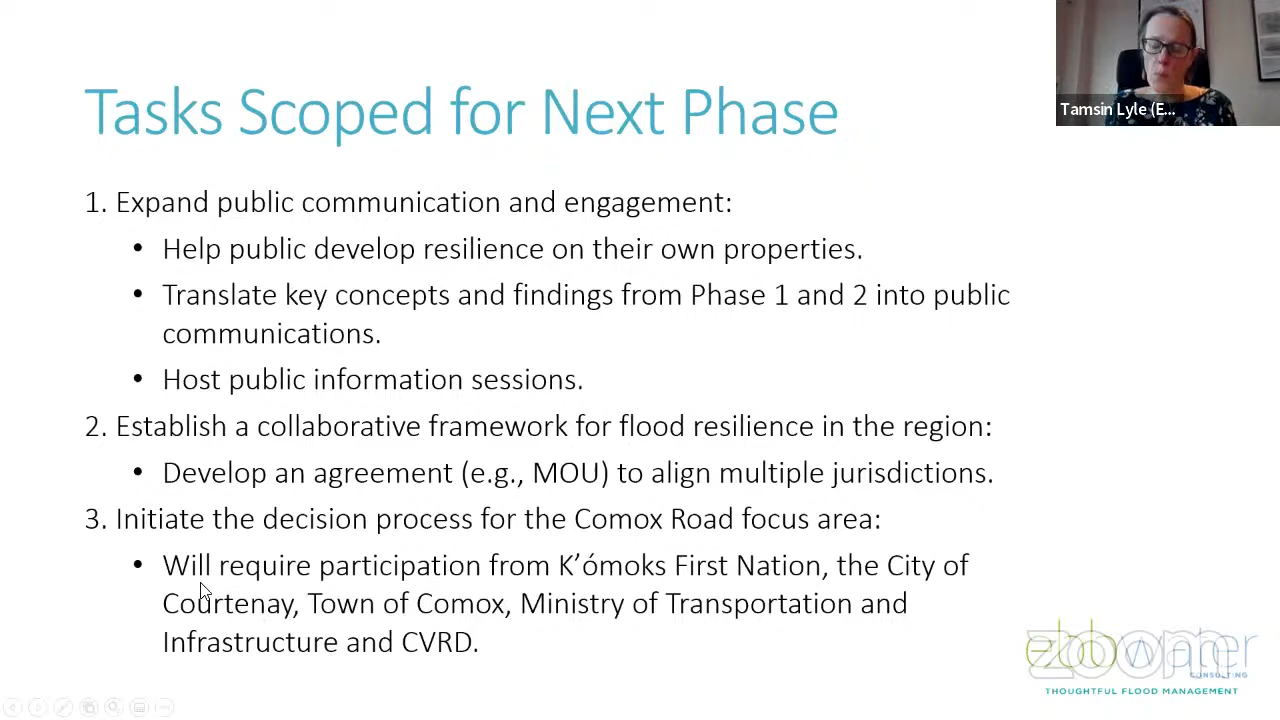 Tasks Scoped for Next Phase
Tamsin Lyle (E...
1. Expand public communication and engagement:
• Help public develop resilience on their own properties.
• Translate key concepts and findings from Phase 1 and 2 into public
communications.
• Host public information sessions.
2. Establish a collaborative framework for flood resilience in the region:
• Develop an agreement (e.g., MOU) to align multiple jurisdictions.
3. Initiate the decision process for the Comox Road focus area:
• Will require participation from K’ómoks First Nation, the City of
Courtenay, Town of Comox, Ministry of Transportation and
Infrastructure and CVRD.
ebbwater
zoom
CONSULTING
THOUGHTFUL FLOOD MANAGEMENT